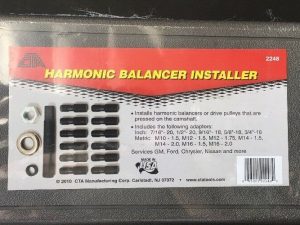 CTA
2248
HARMONIC BALANCER INSTALLER
• Installs harmonic balancers or drive pulleys that are
pressed on the camshaft.
• Includes the following adaptors:
Inch: 7/16"- 20, 1/2"- 20, 9/16"- 18, 5/8"-18, 3/4"-16
Metric: M10 - 1.5, M12 - 1.5, M12 - 1.75, M14 - 1.5,
M14 - 2.0, M16 - 1.5, M16 - 2.0
Services GM, Ford, Chrysler, Nissan and more
MADE IN
© 2010 CTA Manufacturing Corp. Carlstadt, NJ 07072 • www.ctatools.com